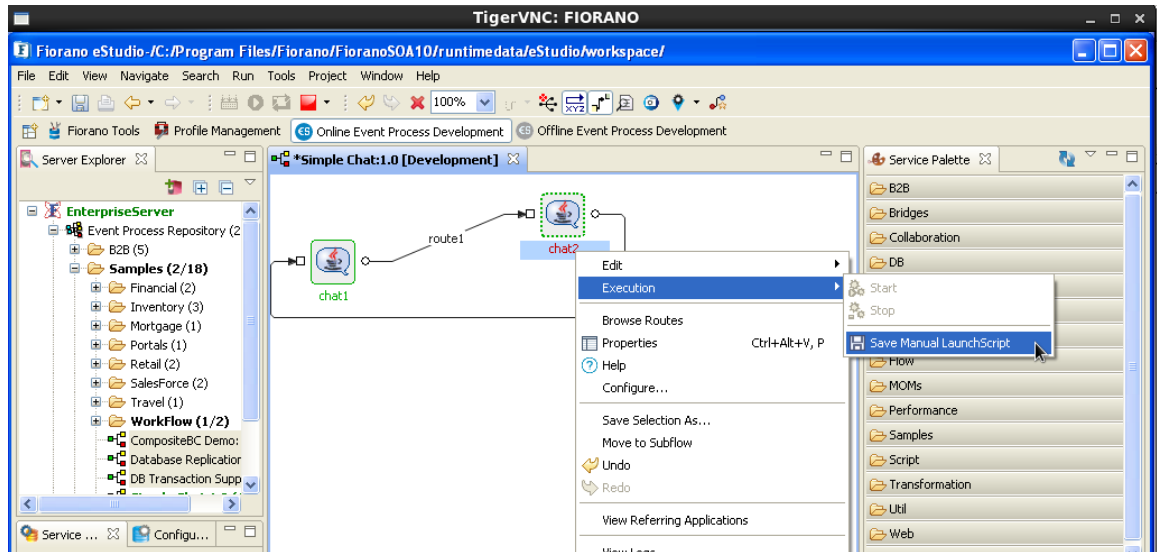 TigerVNC: FIORANO
Fiorano eStudio-/C:/Program Files/Fiorano/FioranoSOA10/runtimedata/eStudio/workspace/
File Edit View Navigate Search Run Tools Project Window Help
100%
Fiorano Tools Profile Management Online Event Process Development Offline Event Process Development
Server Explorer
EnterpriseServer
Event Process Repository (2
B2B (5)
Samples (2/18)
Financial (2)
Inventory (3)
Mortgage (1)
Portals (1)
Retail (2)
SalesForce (2)
Travel (1)
WorkFlow (1/2)
CompositeBC Demo:
Database Replication
DB Transaction Supp
Service ... Configu...
*Simple Chat:1.0 [Development]
route1
chat2
chat1
Edit
Execution
Browse Routes
Properties Ctrl+Alt+V, P
Help
Configure...
Save Selection As...
Move to Subflow
Undo
Redo
View Referring Applications
View Logs
Start
Stop
Save Manual LaunchScript
Service Palette
B2B
Bridges
Collaboration
DB
Flow
MOMs
Performance
Samples
Script
Transformation
Util
Web